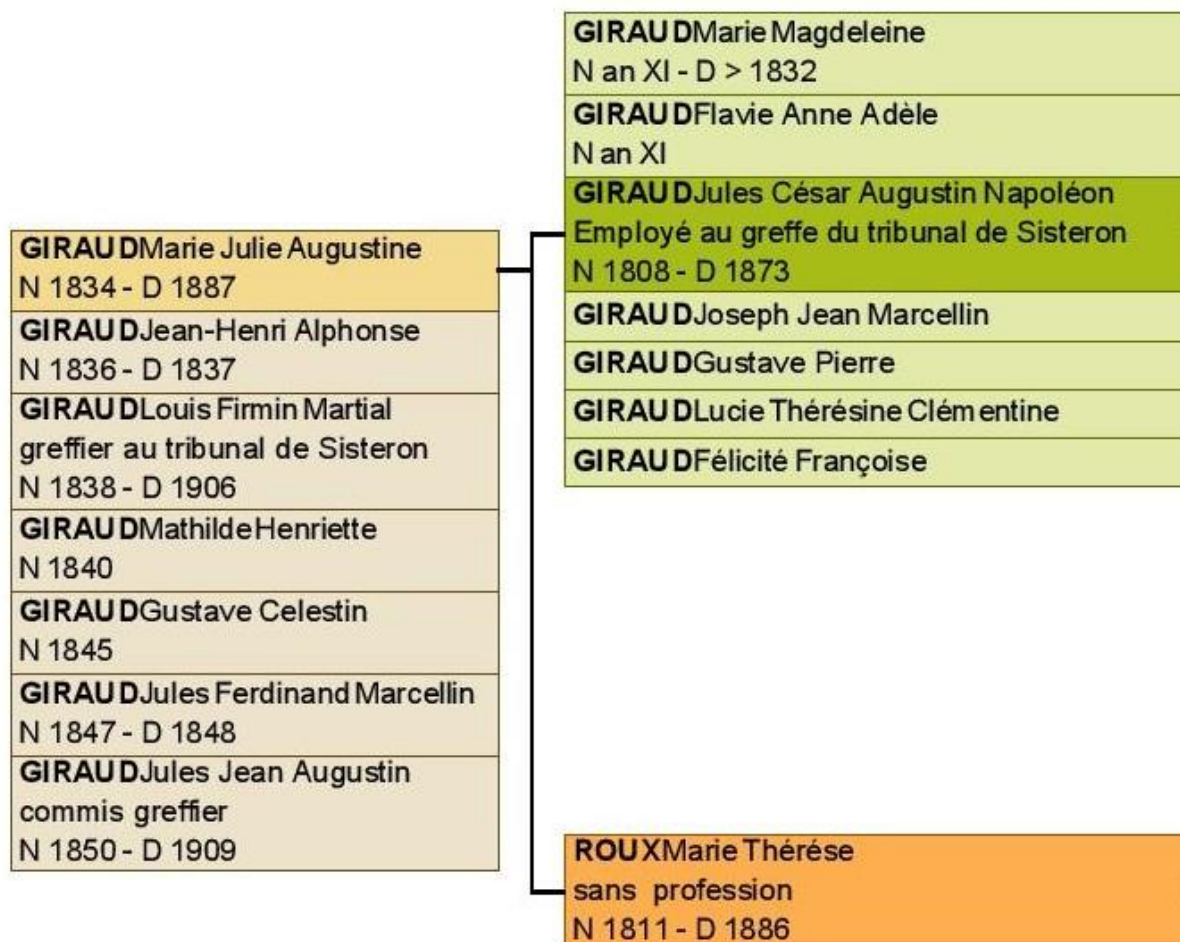 GIRAUD Marie Julie Augustine
N 1834 - D 1887
GIRAUD Jean-Henri Alphonse
N 1836 - D 1837
GIRAUD Louis Firmin Martial
greffier au tribunal de Sisteron
N 1838 - D 1906
GIRAUD Mathilde Henriette
N 1840
GIRAUD Gustave Celestin
N 1845
GIRAUD Jules Ferdinand Marcellin
N 1847 - D 1848
GIRAUD Jules Jean Augustin
commis greffier
N 1850 - D 1909
GIRAUD Marie Magdeleine
N an XI - D > 1832
GIRAUD Flavie Anne Adèle
N an XI
GIRAUD Jules César Augustin Napoléon
Employé au greffe du tribunal de Sisteron
N 1808 - D 1873
GIRAUD Joseph Jean Marcellin
GIRAUD Gustave Pierre
GIRAUD Lucie Thérésine Clémentine
GIRAUD Félicité Françoise
ROUX Marie Thérése
sans profession
N 1811 - D 1886